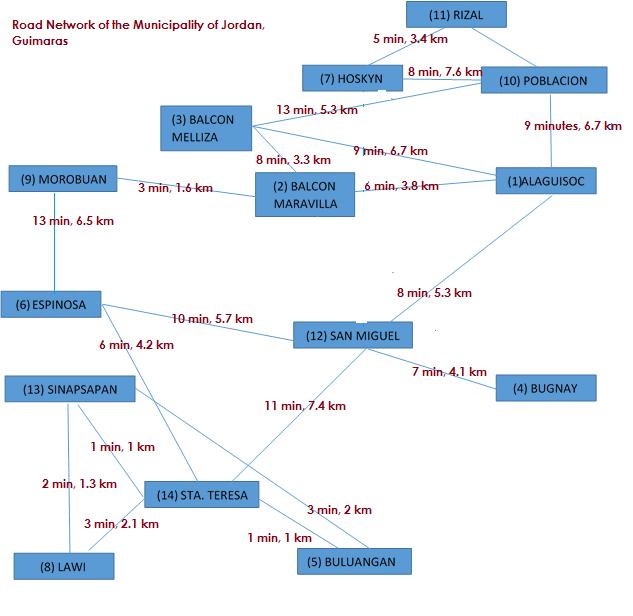 Road Network of the Municipality of Jordan,
Guimaras
(11) RIZAL
5 min, 3.4 km
(7) HOSKYN
8 min, 7.6 km
(10) POBLACION
13 min, 5.3 km
(3) BALCON
MELLIZA
9 minutes, 6.7 km
9 min, 6.7 km
8 min, 3.3 km
(9) MOROBUAN
3 min, 1.6 km
(2) BALCON
MARAVILLA
6 min, 3.8 km
(1)ALAGUISOC
13 min, 6.5 km
8 min, 5.3 km
(6) ESPINOSA
10 min, 5.7 km
(12) SAN MIGUEL
6 min, 4.2 km
7 min, 4.1 km
(13) SINAPSAPAN
(4) BUGNAY
11 min, 7.4 km
1 min, 1 km
2 min, 1.3 km
(14) STA. TERESA
3 min, 2 km
3 min, 2.1 km
1 min, 1 km
(8) LAWI
(5) BULUANGAN